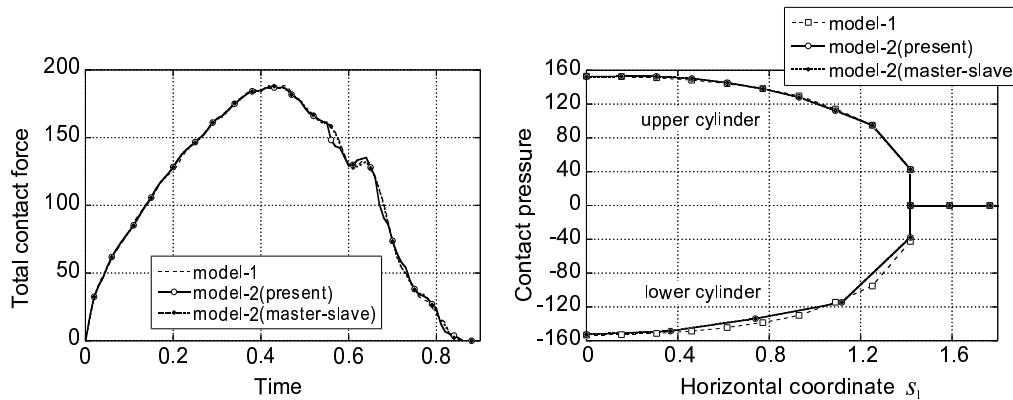 200
150
100
50
0
Total contact force
0
0.2
0.4
0.6
0.8
Time
model-1
model-2(present)
model-2(master-slave)
model-1
model-2(present)
model-2(master-slave
160
120
80
40
0
-40
-80
-120
-160
Contact pressure
upper cylinder
lower cylinder
0
0.4
0.8
1.2
1.6
Horizontal coordinate s₁